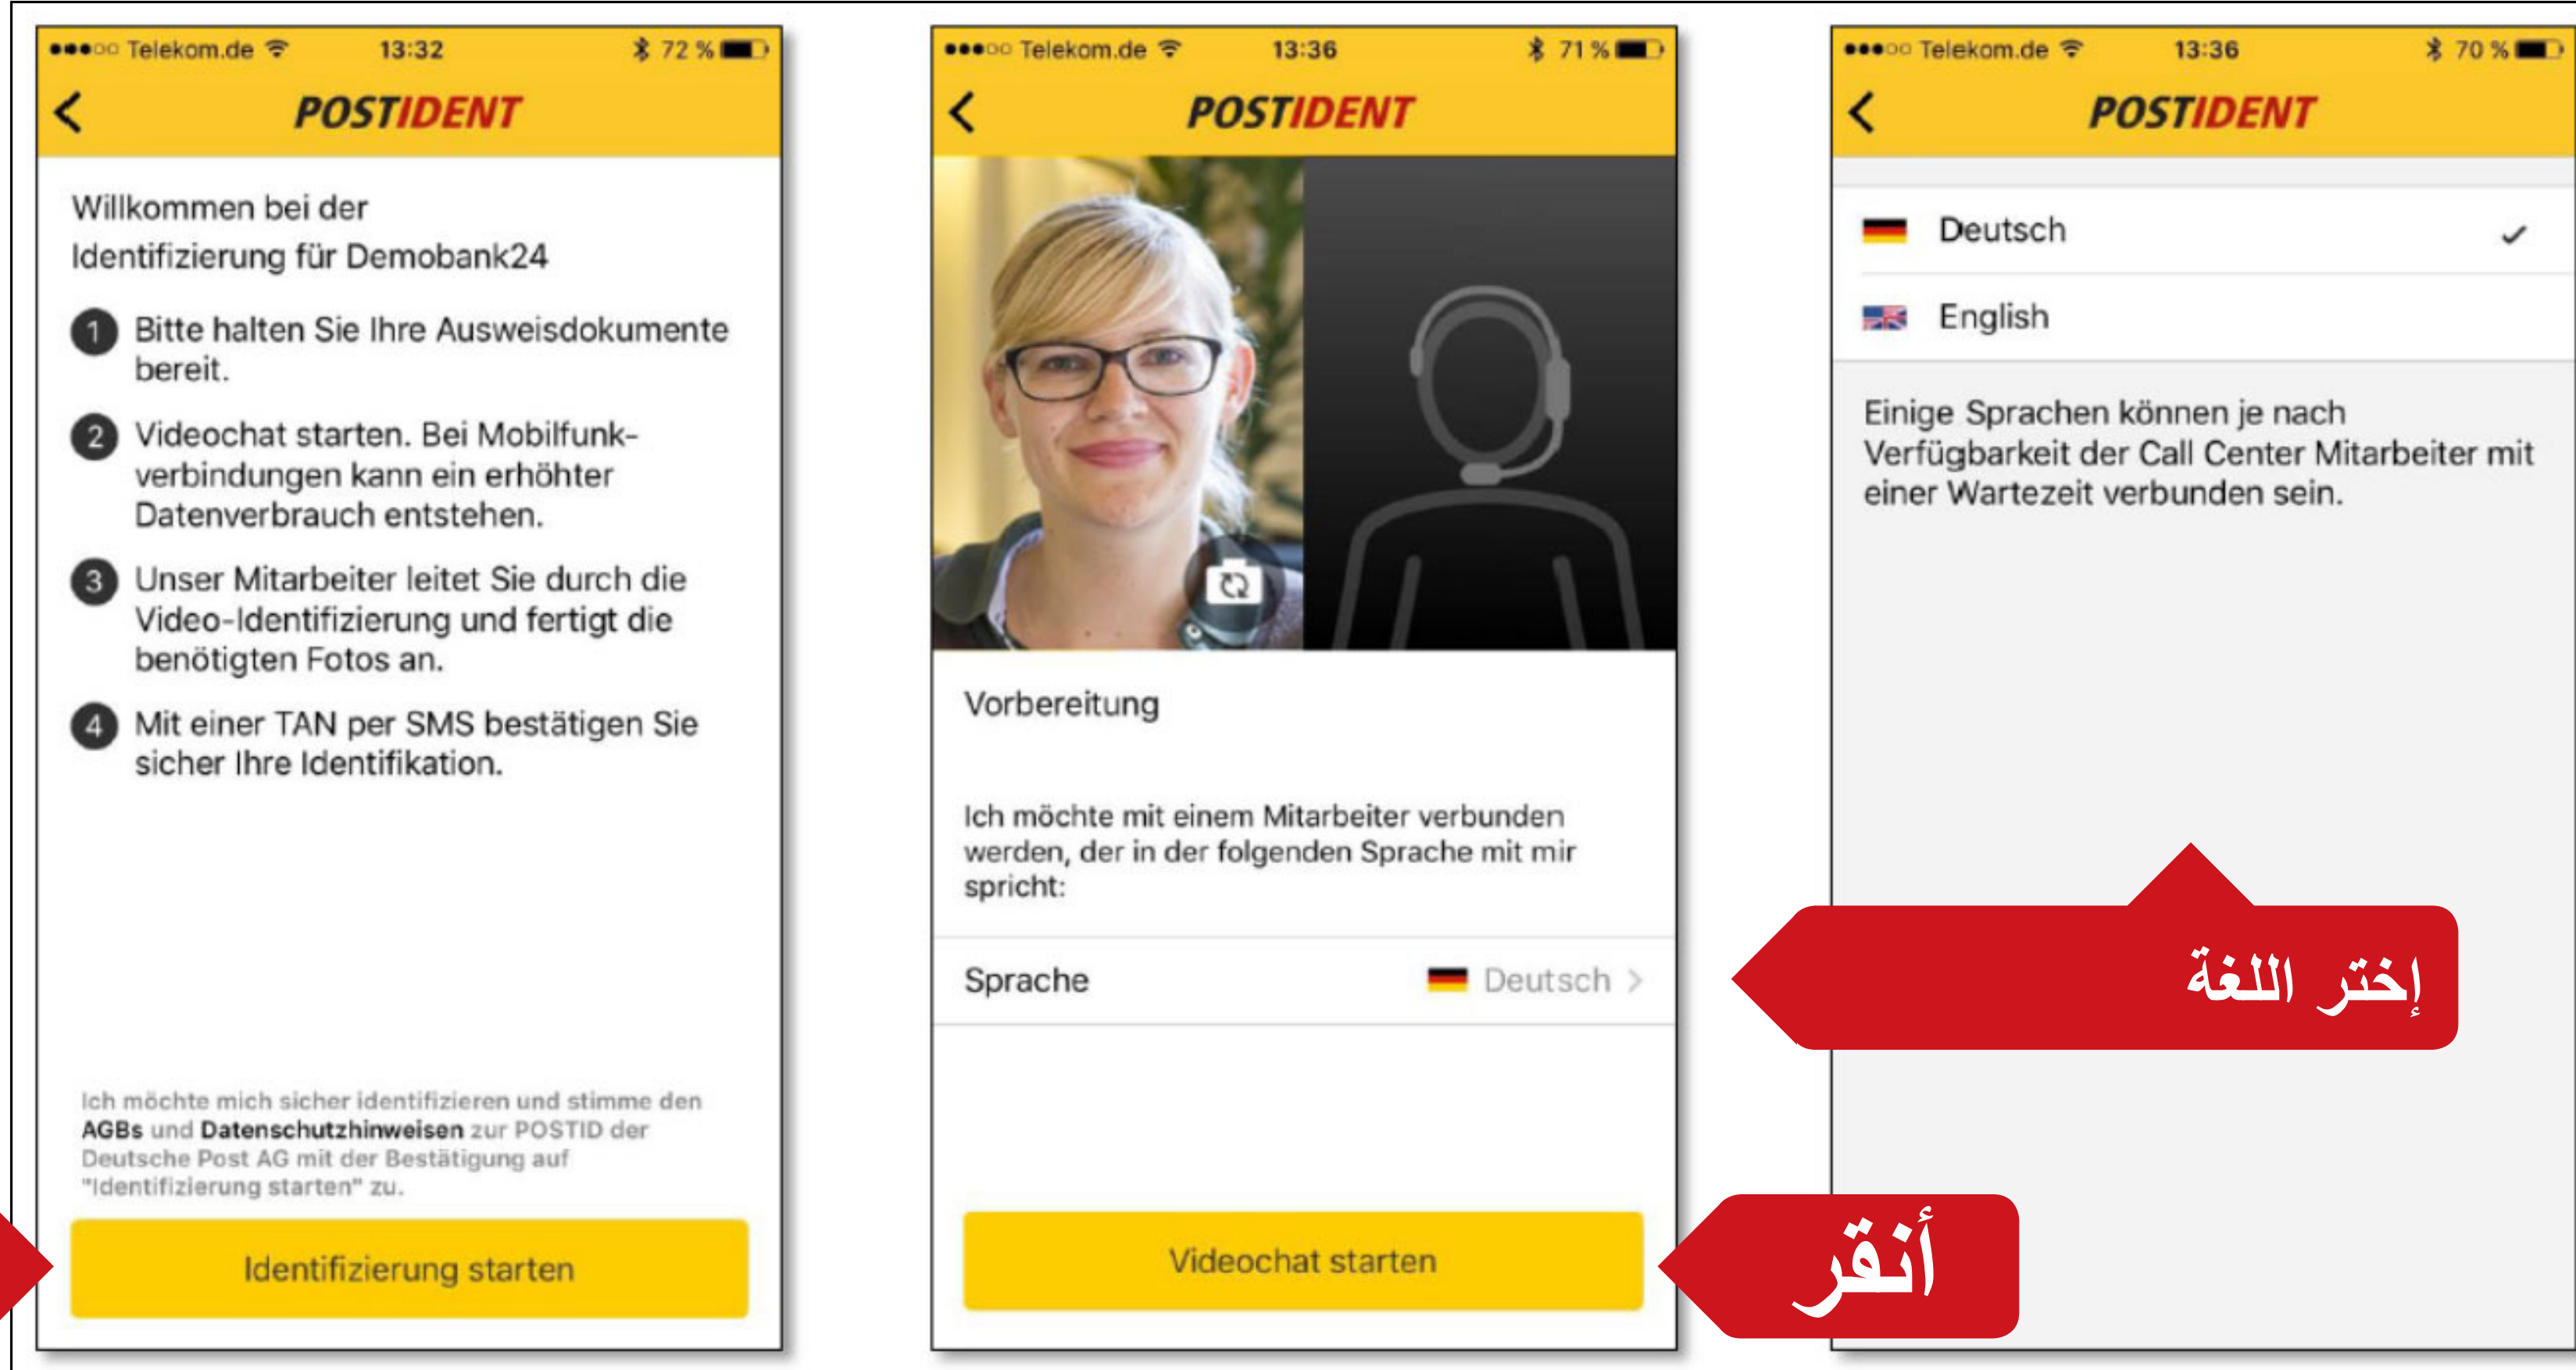 Telekom.de 13:32 72 %
POSTIDENT
Willkommen bei der
Identifizierung für Demobank24
1 Bitte halten Sie Ihre Ausweisdokumente
bereit.
2 Videochat starten. Bei Mobilfunk-
verbindungen kann ein erhöhter
Datenverbrauch entstehen.
3 Unser Mitarbeiter leitet Sie durch die
Video-Identifizierung und fertigt die
benötigten Fotos an.
4 Mit einer TAN per SMS bestätigen Sie
sicher Ihre Identifikation.
Ich möchte mich sicher identifizieren und stimme den
AGBs und Datenschutzhinweisen zur POSTID der
Deutsche Post AG mit der Bestätigung auf
"Identifizierung starten" zu.
Identifizierung starten
Telekom.de 13:36 71 %
POSTIDENT
Vorbereitung
Ich möchte mit einem Mitarbeiter verbunden
werden, der in der folgenden Sprache mit mir
spricht:
Sprache Deutsch >
Videochat starten
أنقر
Telekom.de 13:36 70 %
POSTIDENT
Deutsch
English
Einige Sprachen können je nach
Verfügbarkeit der Call Center Mitarbeiter mit
einer Wartezeit verbunden sein.
إختر اللغة